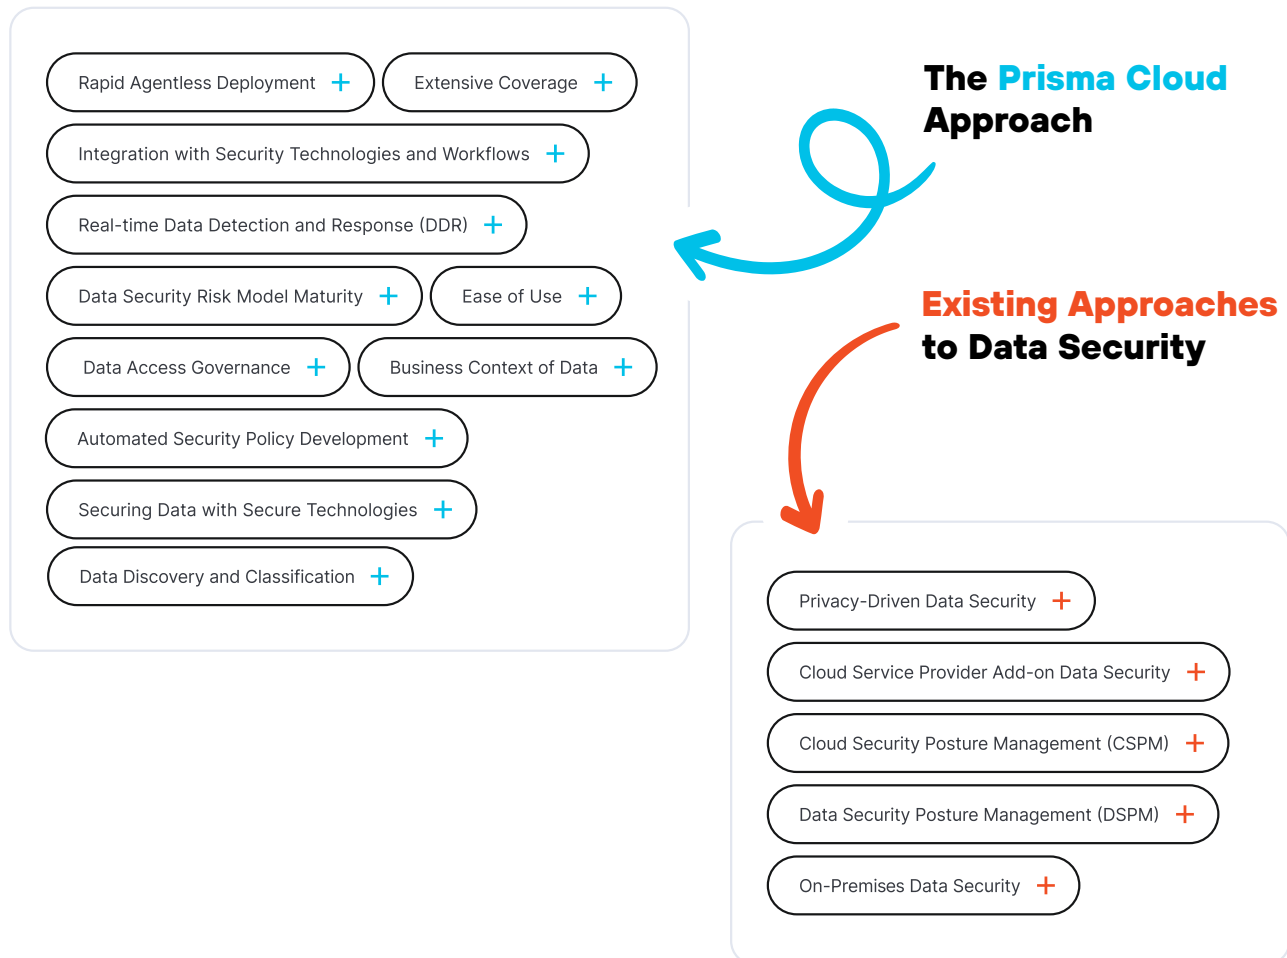 Rapid Agentless Deployment +
Extensive Coverage +
Integration with Security Technologies and Workflows +
Real-time Data Detection and Response (DDR) +
Data Security Risk Model Maturity +
Ease of Use +
Data Access Governance +
Business Context of Data +
Automated Security Policy Development +
Securing Data with Secure Technologies +
Data Discovery and Classification +
The Prisma Cloud
Approach
Existing Approaches
to Data Security
Privacy-Driven Data Security +
Cloud Service Provider Add-on Data Security +
Cloud Security Posture Management (CSPM) +
Data Security Posture Management (DSPM) +
On-Premises Data Security +